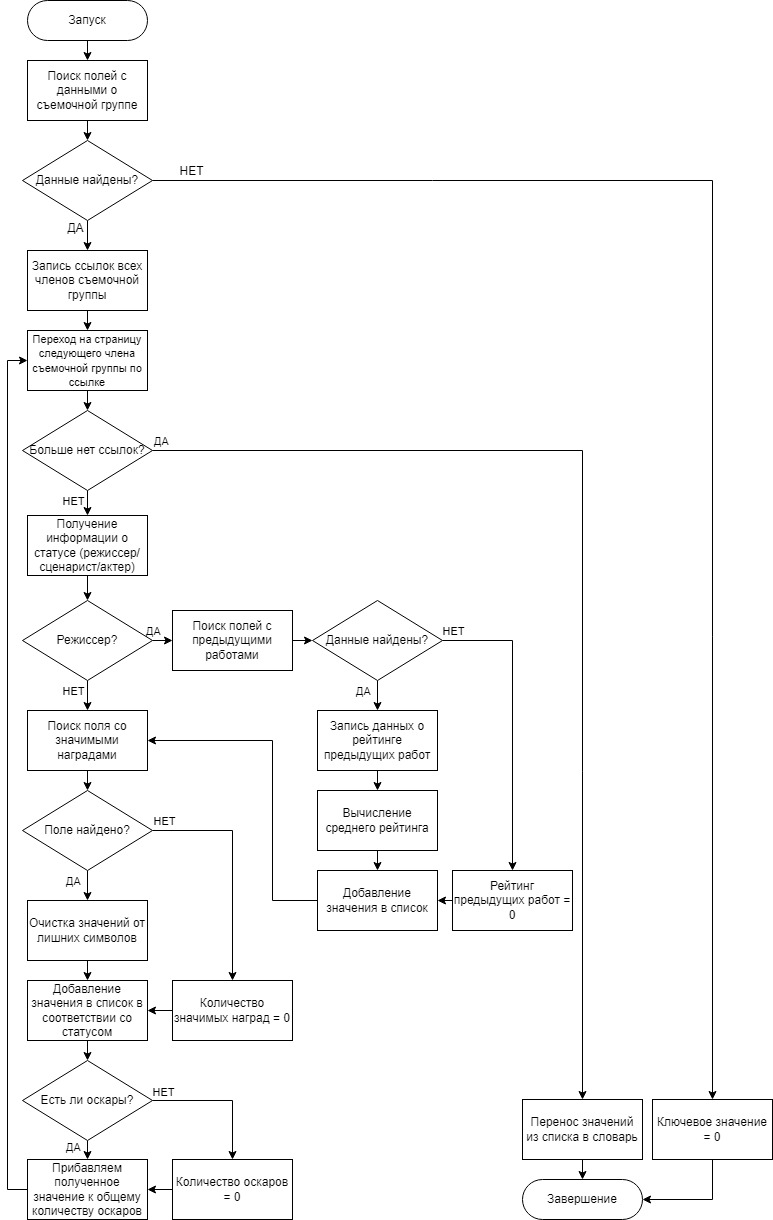 Запуск
Поиск полей с
данными о
съемочной группе
Данные найдены?
НЕТ
ДА
Запись ссылок всех
членов съемочной
группы
Переход на страницу
следующего члена
съемочной группы по
ссылке
Больше нет ссылок?
ДА
НЕТ
Получение
информации о
статусе (режиссер/
сценарист/актер)
Режиссер?
ДА
Поиск полей с
предыдущими
работами
Данные найдены?
НЕТ
НЕТ
ДА
Поиск поля со
значимыми
наградами
Запись данных о
рейтинге
предыдущих работ
Поле найдено?
НЕТ
Вычисление
среднего рейтинга
ДА
Добавление
значения в список
Рейтинг
предыдущих работ =
0
Очистка значений от
лишних символов
Добавление
значения в список в
соответствии со
статусом
Количество
значимых наград = 0
Есть ли оскары?
НЕТ
ДА
Перенос значений
из списка в словарь
Ключевое значение
= 0
Прибавляем
полученное
значение к общему
количеству оскаров
Количество оскаров
= 0
Завершение